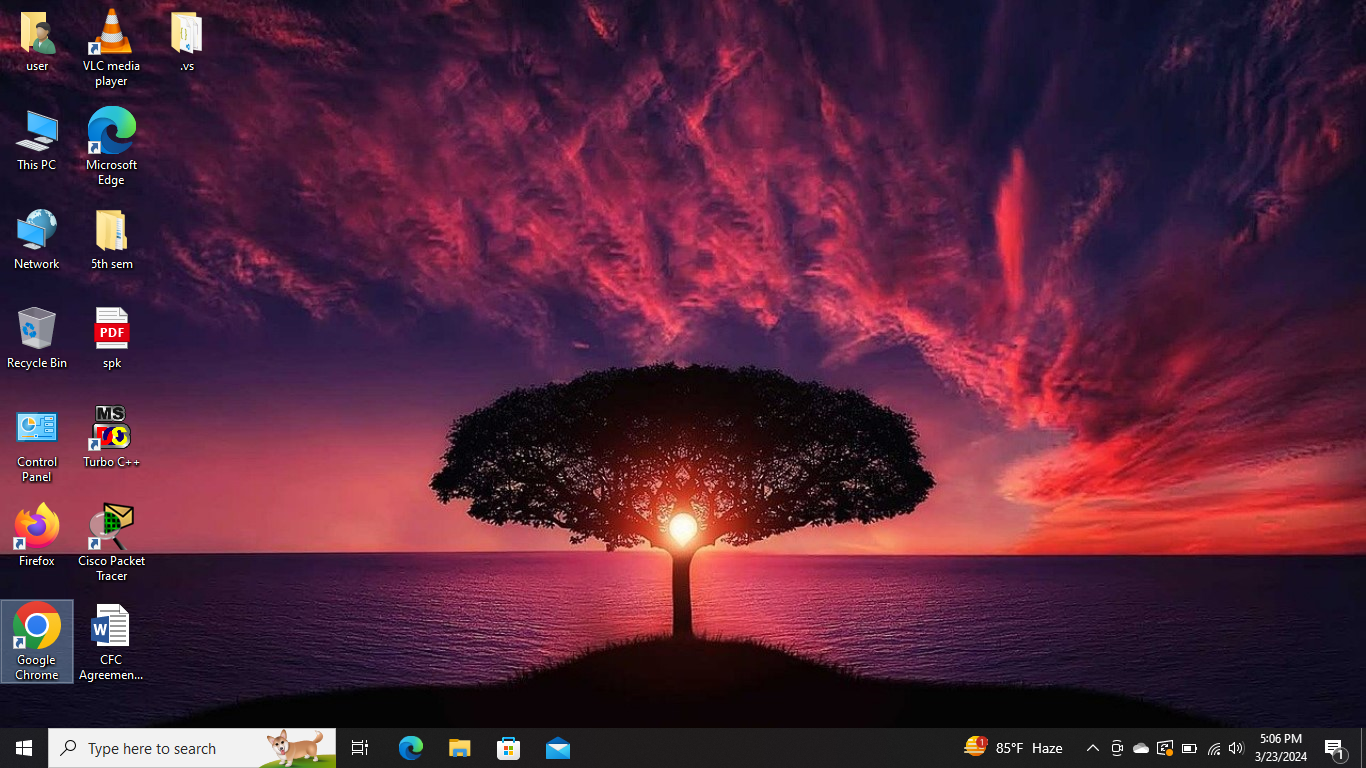 user
VLC media
player
.vs
This PC
Microsoft
Edge
Network
5th sem
Recycle Bin
PDF
spk
Control
Panel
MS
Turbo C++
Firefox
Cisco Packet
Tracer
Google
Chrome
W
CFC
Agreemen...
Type here to search
1
85°F Haze
5:06 PM
3/23/2024
1